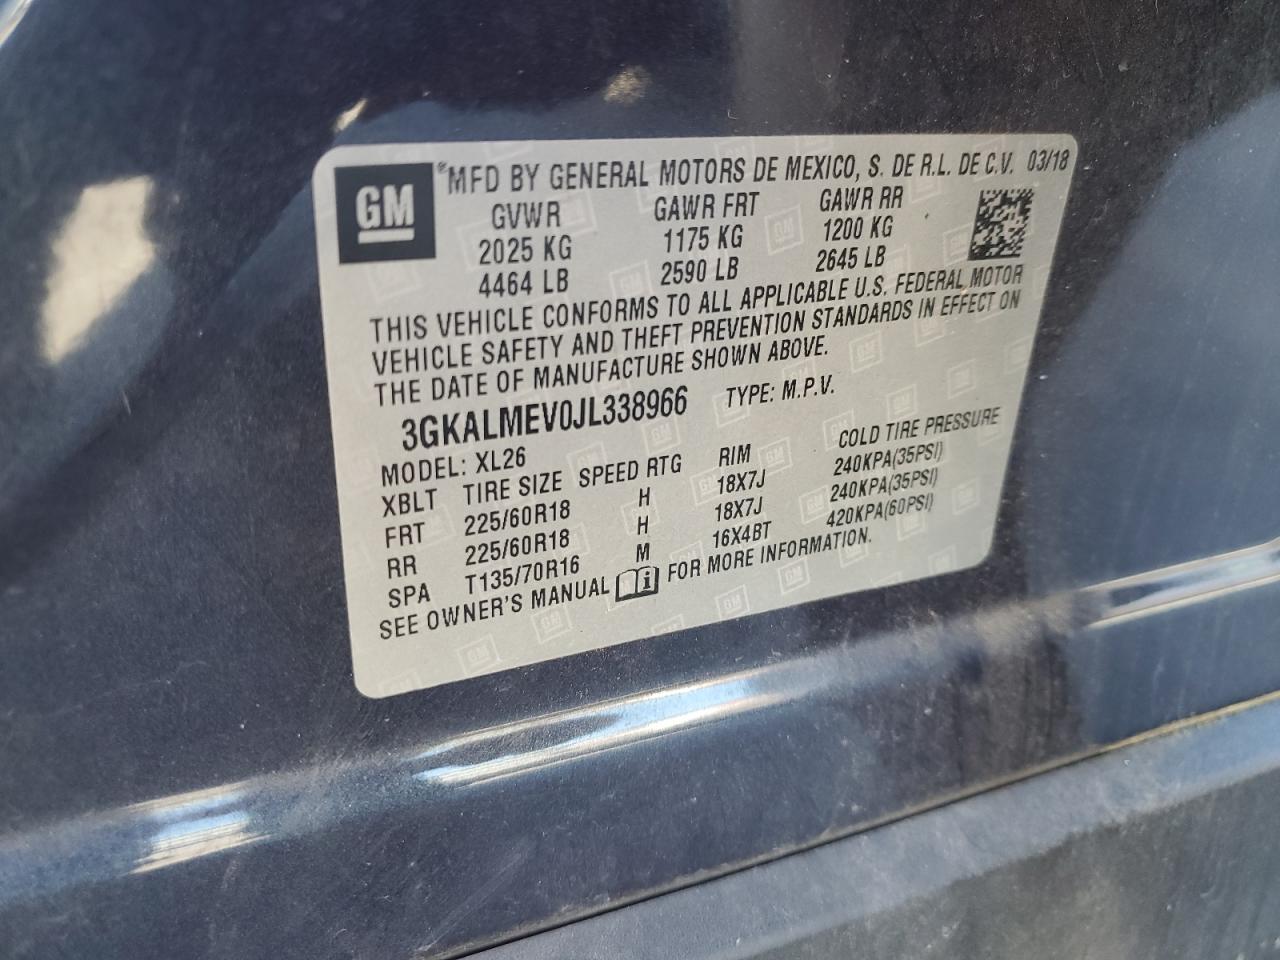 GM
®MFD BY GENERAL MOTORS DE MEXICO, S. DE R.L. DE C.V. 03/18
GVWR GAWR FRT GAWR RR
2025 KG 1175 KG 1200 KG
4464 LB 2590 LB 2645 LB
THIS VEHICLE CONFORMS TO ALL APPLICABLE U.S. FEDERAL MOTOR
VEHICLE SAFETY AND THEFT PREVENTION STANDARDS IN EFFECT ON
THE DATE OF MANUFACTURE SHOWN ABOVE.
3GKALMEV0JL338966 TYPE: M.P.V.
MODEL: XL26
XBLT TIRE SIZE SPEED RTG RIM COLD TIRE PRESSURE
FRT 225/60R18 H 18X7J 240KPA(35PSI)
RR 225/60R18 H 18X7J 240KPA(35PSI)
SPA T135/70R16 M 16X4BT 420KPA(60PSI)
SEE OWNER'S MANUAL FOR MORE INFORMATION.